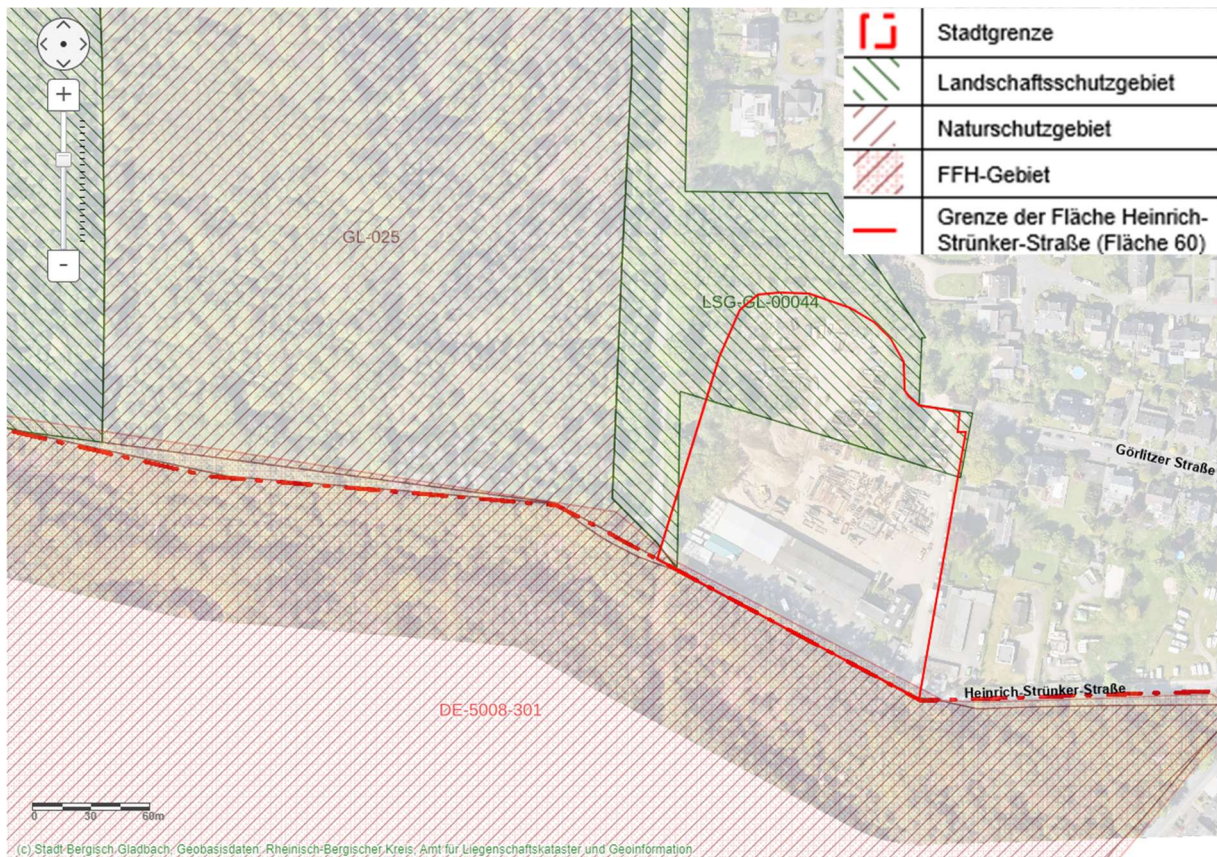 Stadtgrenze
Landschaftsschutzgebiet
Naturschutzgebiet
FFH-Gebiet
Grenze der Fläche Heinrich-
Strünker-Straße (Fläche 60)
+
-
GL-025
LSG-GL-00044
Görlitzer Straße
Heinrich-Strünker-Straße
DE-5008-301
0 30 60m
(c) Stadt Bergisch Gladbach, Geobasisdaten: Rheinisch-Bergischer Kreis, Amt für Liegenschaftskataster und Geoinformation